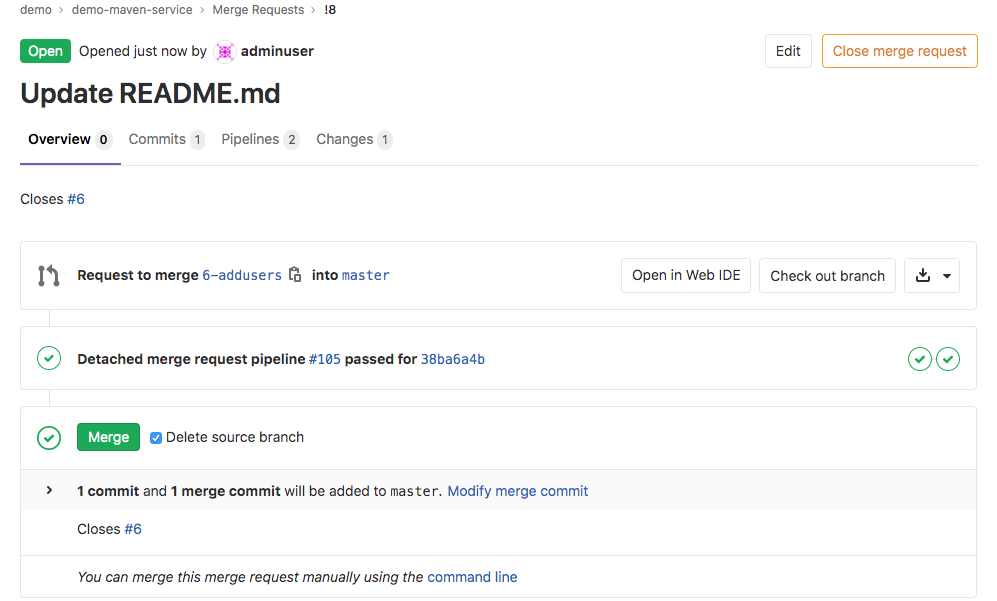 demo > demo-maven-service > Merge Requests > !8
Open Opened just now by adminuser Edit Close merge request
Update README.md
Overview 0 Commits 1 Pipelines 2 Changes 1
Closes #6
Request to merge 6-addusers into master Open in Web IDE Check out branch
Detached merge request pipeline #105 passed for 38ba6a4b
Merge Delete source branch
1 commit and 1 merge commit will be added to master. Modify merge commit
Closes #6
You can merge this merge request manually using the command line